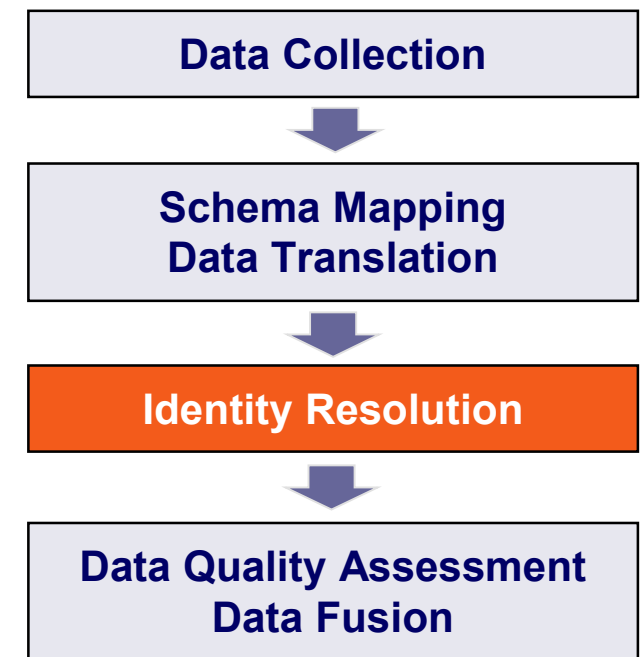 Data Collection
Schema Mapping
Data Translation
Identity Resolution
Data Quality Assessment
Data Fusion